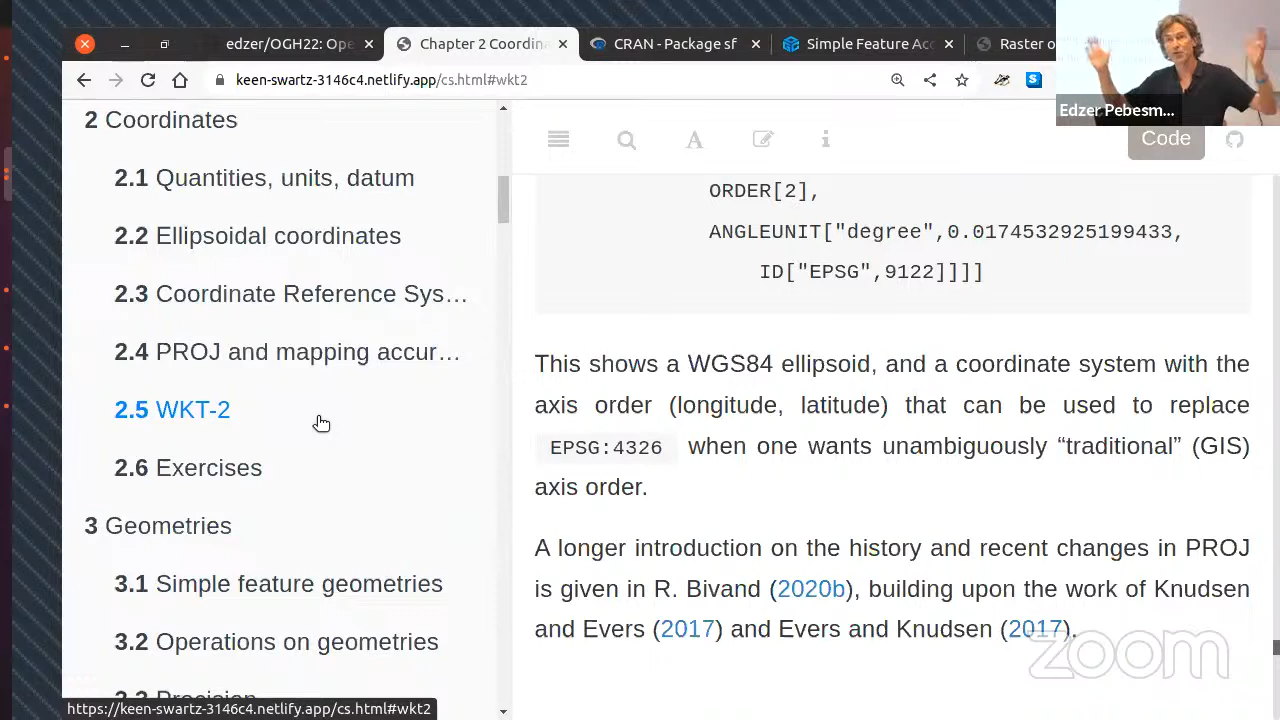 edzer/OGH22: Ope
Chapter 2 Coordina
CRAN - Package sf
Simple Feature Acc
Raster o
keen-swartz-3146c4.netlify.app/cs.html#wkt2
Edzer Pebesm...
Code
2 Coordinates
2.1 Quantities, units, datum
2.2 Ellipsoidal coordinates
2.3 Coordinate Reference Sys…
2.4 PROJ and mapping accur…
2.5 WKT-2
2.6 Exercises
3 Geometries
3.1 Simple feature geometries
3.2 Operations on geometries
3.3 Precision
https://keen-swartz-3146c4.netlify.app/cs.html#wkt2
ORDER[2],
ANGLEUNIT["degree",0.0174532925199433,
ID["EPSG",9122]]]]
This shows a WGS84 ellipsoid, and a coordinate system with the
axis order (longitude, latitude) that can be used to replace
EPSG:4326 when one wants unambiguously “traditional” (GIS)
axis order.
A longer introduction on the history and recent changes in PROJ
is given in R. Bivand (2020b), building upon the work of Knudsen
and Evers (2017) and Evers and Knudsen (2017).
zoom